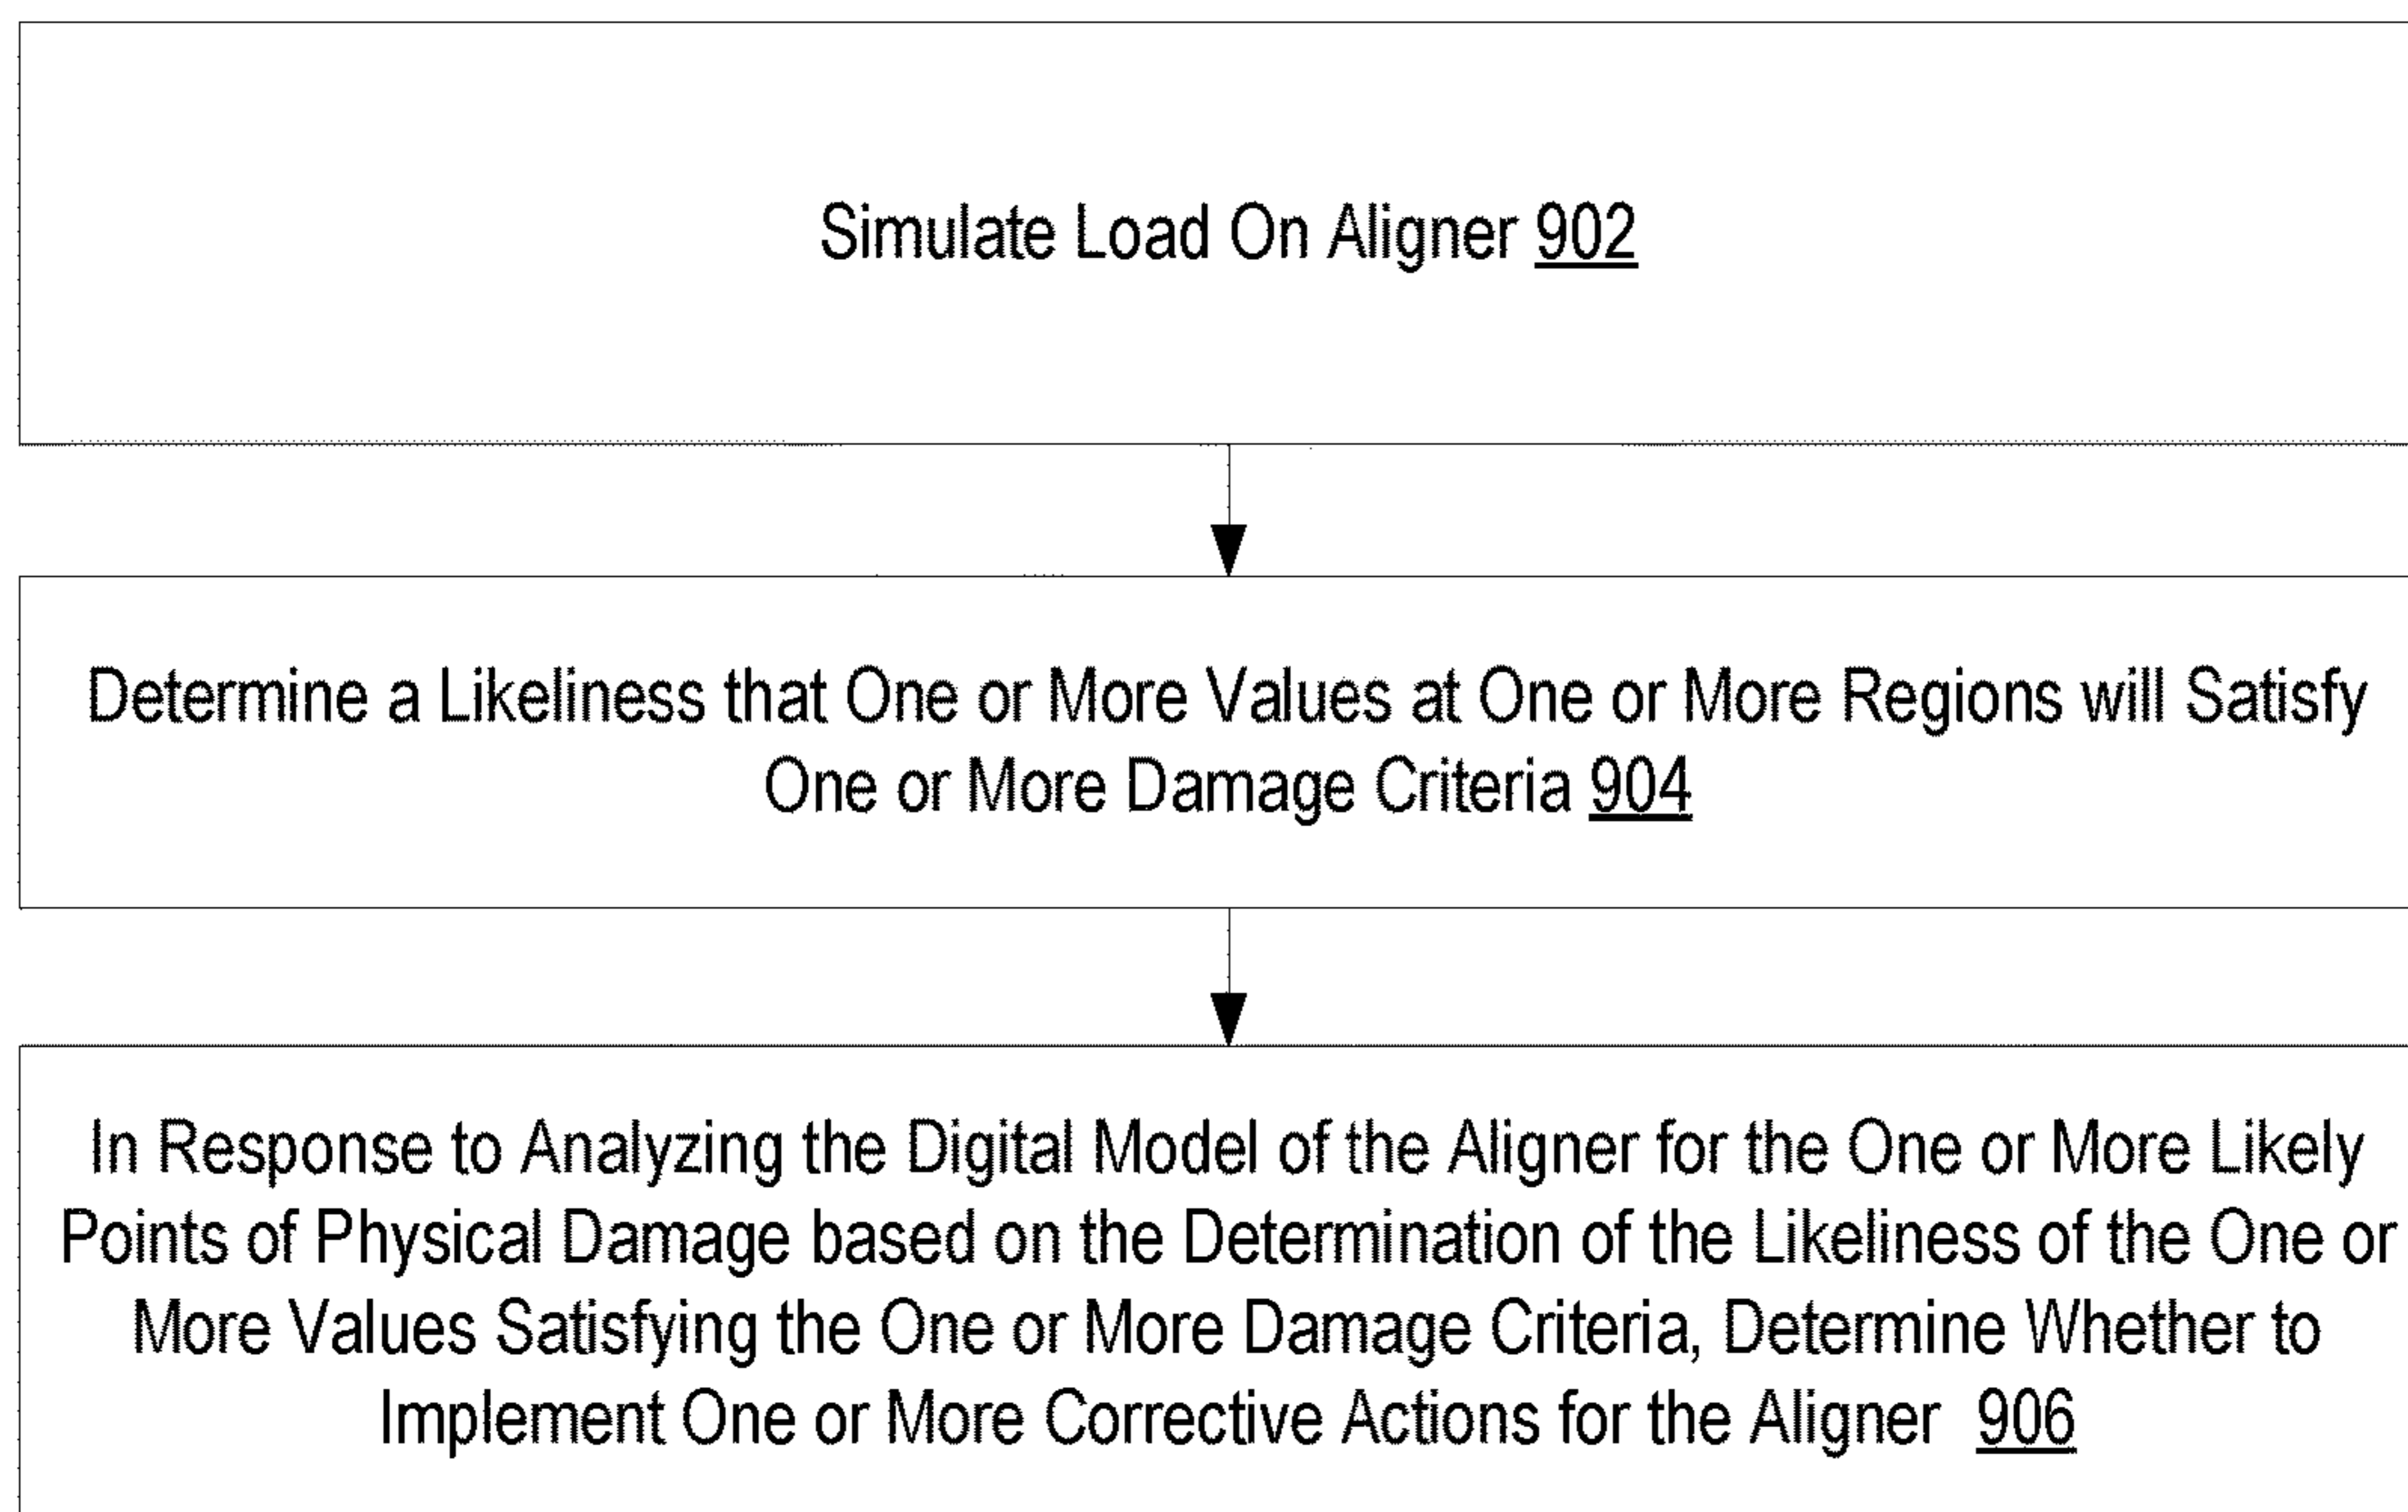 Simulate Load On Aligner 902
Determine a Likeliness that One or More Values at One or More Regions will Satisfy
One or More Damage Criteria 904
In Response to Analyzing the Digital Model of the Aligner for the One or More Likely
Points of Physical Damage based on the Determination of the Likeliness of the One or
More Values Satisfying the One or More Damage Criteria, Determine Whether to
Implement One or More Corrective Actions for the Aligner 906